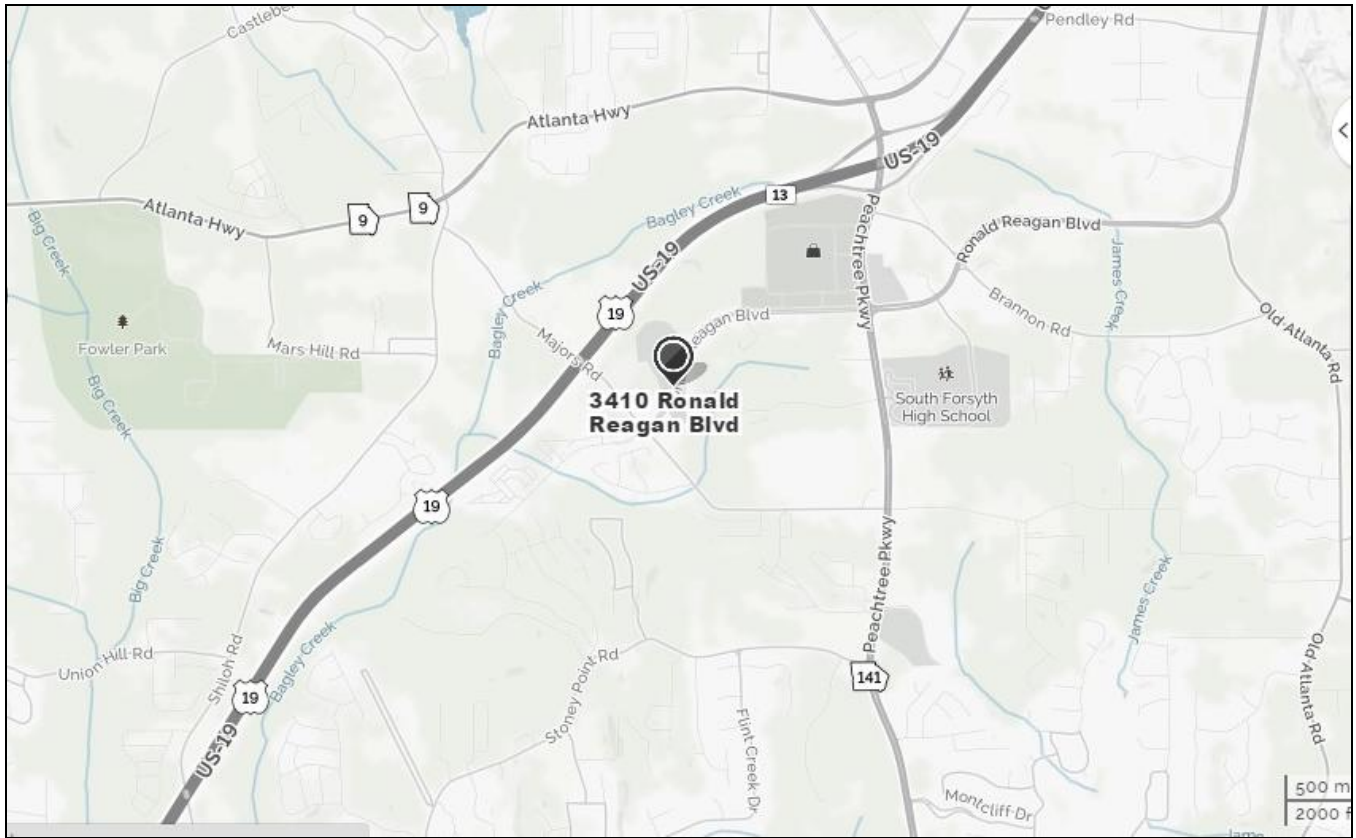 Pendley Rd
Atlanta Hwy
US-19
13
Atlanta Hwy
9
9
Bagley Creek
Peachtree Pkwy
Ronald Reagan Blvd
Big Creek
US-19
James Creek
Bagley Creek
19
Reagan Blvd
Brannon Rd
Old Atlanta Rd
Fowler Park
Mars Hill Rd
Majors Rd
3410 Ronald
Reagan Blvd
South Forsyth
High School
Big Creek
19
Big Creek
Peachtree Pkwy
James Creek
Union Hill Rd
Shiloh Rd
Bagley Creek
19
Stoney Point Rd
141
Old Atlanta Rd
US-19
Flint Creek Dr
Montcliff Dr
500 m
2000